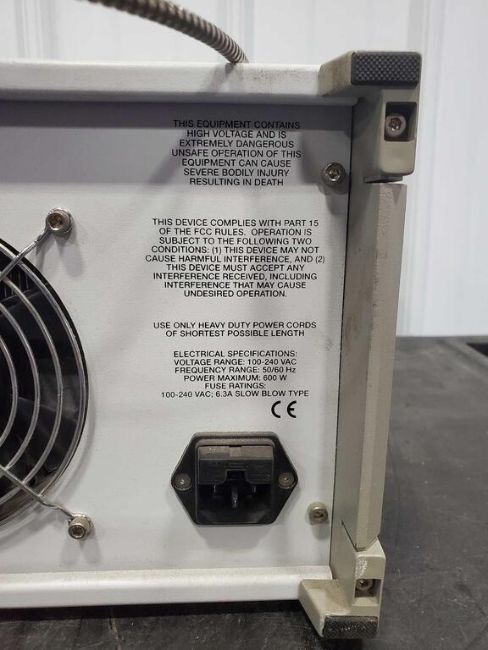 THIS EQUIPMENT CONTAINS
HIGH VOLTAGE AND IS
EXTREMELY DANGEROUS
UNSAFE OPERATION OF THIS
EQUIPMENT CAN CAUSE
SEVERE BODILY INJURY
RESULTING IN DEATH
THIS DEVICE COMPLIES WITH PART 15
OF THE FCC RULES. OPERATION IS
SUBJECT TO THE FOLLOWING TWO
CONDITIONS: (1) THIS DEVICE MAY NOT
CAUSE HARMFUL INTERFERENCE, AND (2)
THIS DEVICE MUST ACCEPT ANY
INTERFERENCE RECEIVED, INCLUDING
INTERFERENCE THAT MAY CAUSE
UNDESIRED OPERATION.
USE ONLY HEAVY DUTY POWER CORDS
OF SHORTEST POSSIBLE LENGTH
ELECTRICAL SPECIFICATIONS:
VOLTAGE RANGE: 100-240 VAC
FREQUENCY RANGE: 50/60 Hz
POWER MAXIMUM: 600 W
FUSE RATINGS:
100-240 VAC; 6.3A SLOW BLOW TYPE
CE